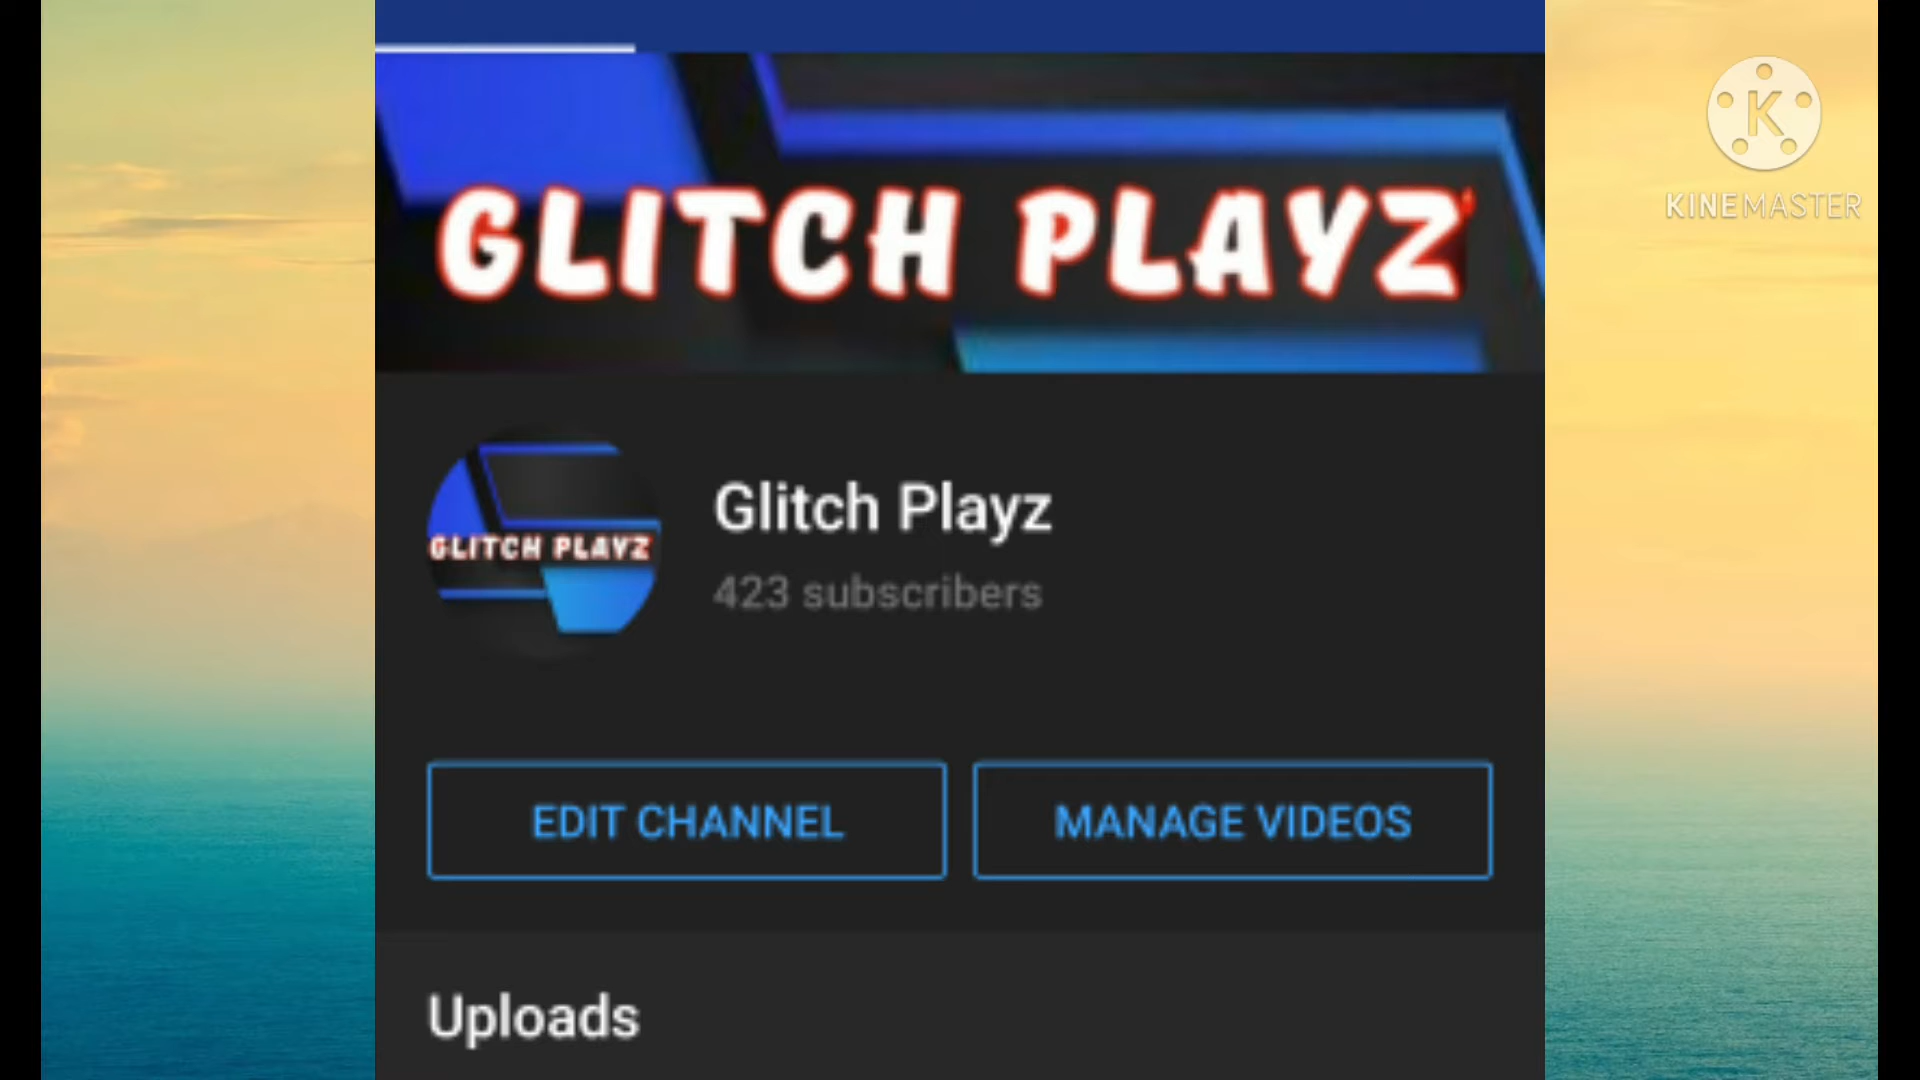 GLITCH PLAYZ
K
KINEMASTER
GLITCH PLAYZ
Glitch Playz
423 subscribers
EDIT CHANNEL
MANAGE VIDEOS
Uploads